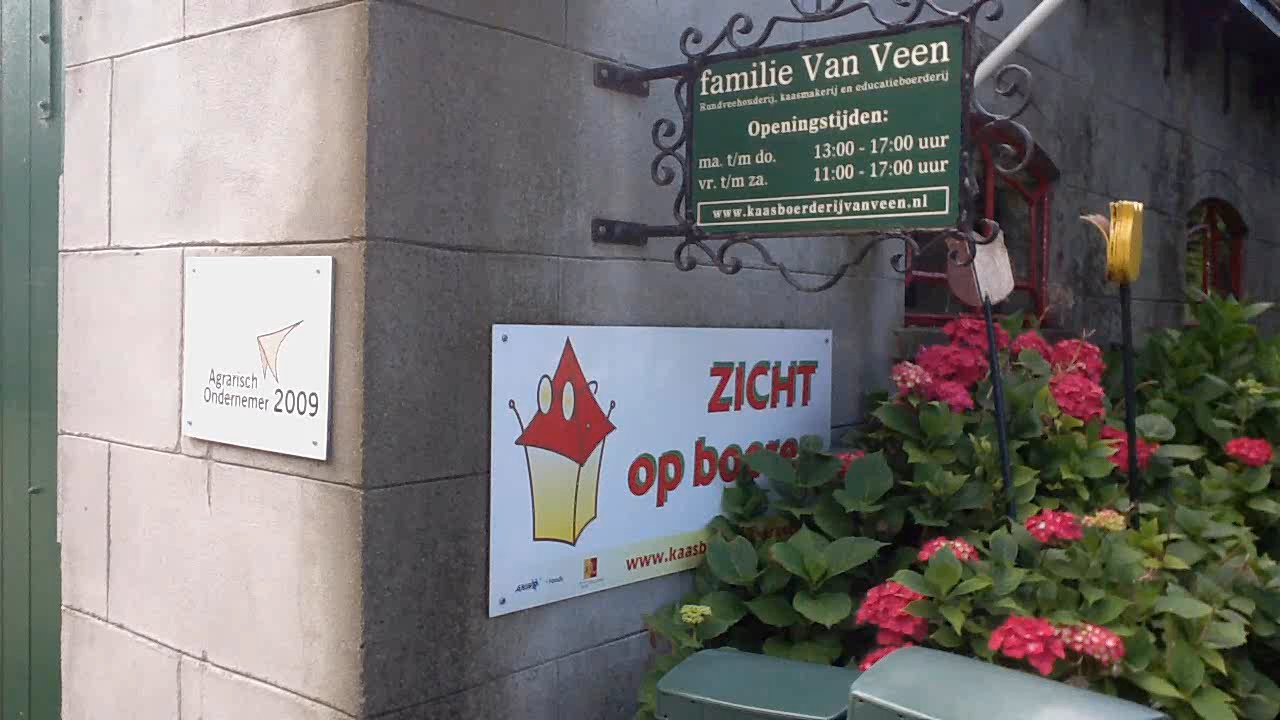 familie Van Veen
Rundveehouderij, kaasmakerij en educatieboerderij
Openingstijden:
ma. t/m do. 13:00 - 17:00 uur
vr. t/m za. 11:00 - 17:00 uur
www.kaasboerderijvanveen.nl
Agrarisch
Ondernemer 2009
ZICHT
op
www.kaasb